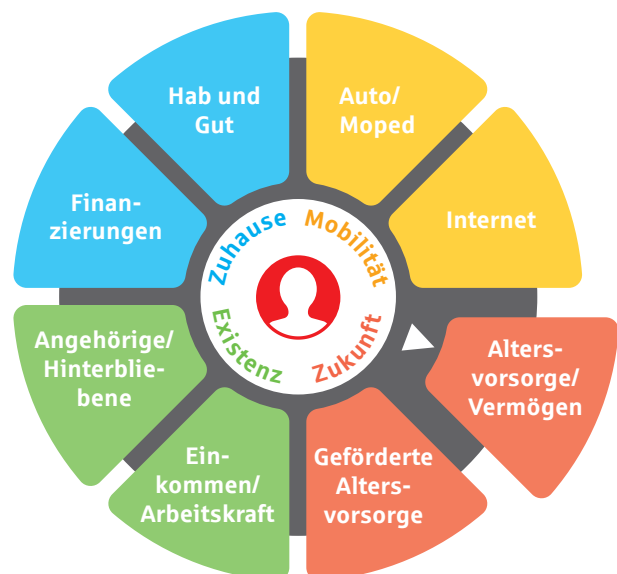 Hab und
Gut
Auto/
Moped
Finan-
zierungen
Internet
Zuhause
Mobilität
Existenz
Zukunft
Angehörige/
Hinterblie-
bene
Alters-
vorsorge/
Vermögen
Ein-
kommen/
Arbeitskraft
Geförderte
Alters-
vorsorge